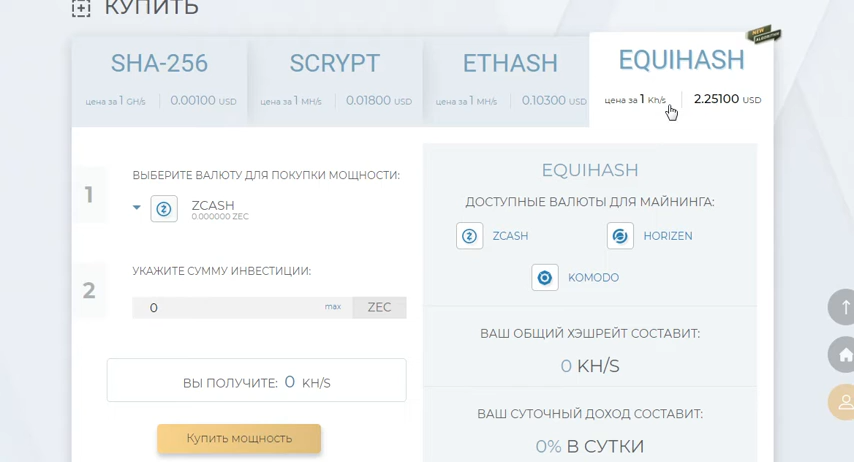 КУПИТЬ
SHA-256
цена за 1 GH/s 0.00100 USD
SCRYPT
цена за 1 MH/s 0.01800 USD
ETHASH
цена за 1 MH/s 0.10300 USD
NEW
EQUIHASH
цена за 1 Kh/s 2.25100 USD
1
ВЫБЕРИТЕ ВАЛЮТУ ДЛЯ ПОКУПКИ МОЩНОСТИ:
ZCASH
0.000000 ZEC
2
УКАЖИТЕ СУММУ ИНВЕСТИЦИИ:
0 max ZEC
ВЫ ПОЛУЧИТЕ: 0 KH/S
Купить мощность
EQUIHASH
ДОСТУПНЫЕ ВАЛЮТЫ ДЛЯ МАЙНИНГА:
ZCASH HORIZEN
KOMODO
ВАШ ОБЩИЙ ХЭШРЕЙТ СОСТАВИТ:
0 KH/S
ВАШ СУТОЧНЫЙ ДОХОД СОСТАВИТ:
0% В СУТКИ